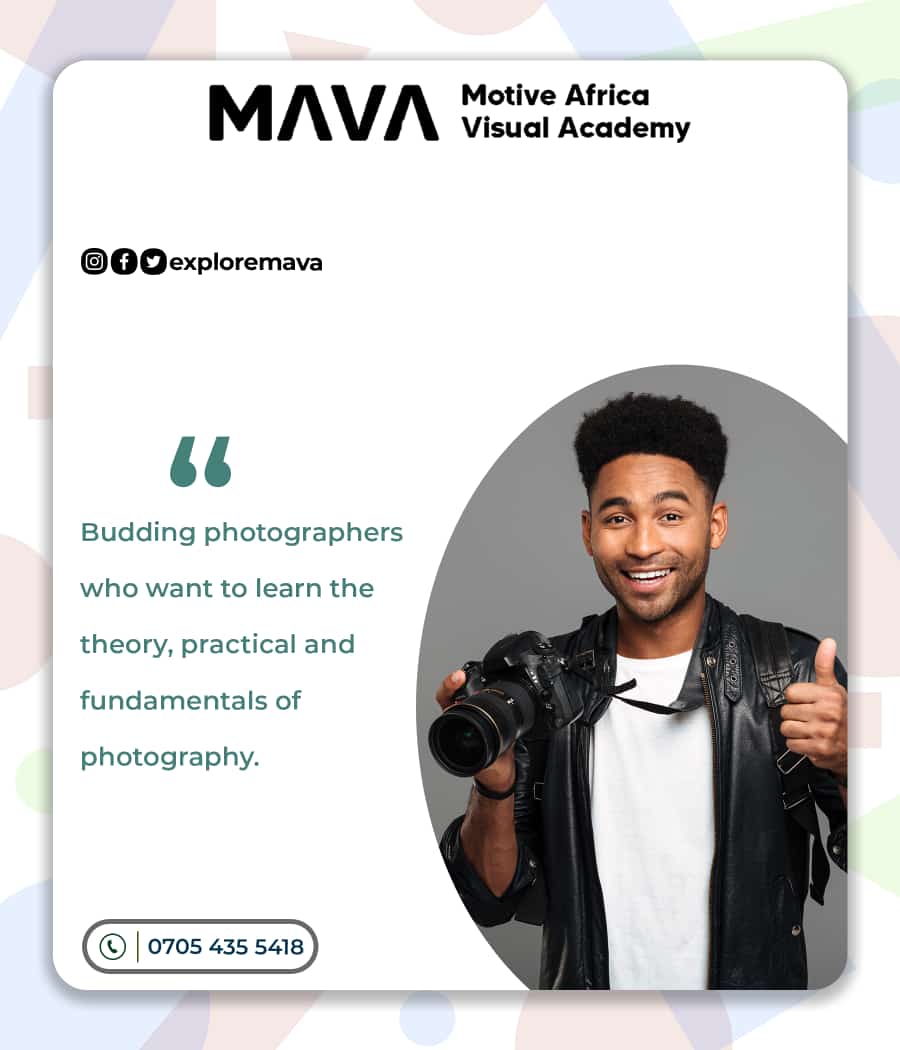 MAVA
Motive Africa
Visual Academy
exploremava
“
Budding photographers
who want to learn the
theory, practical and
fundamentals of
photography.
0705 435 5418